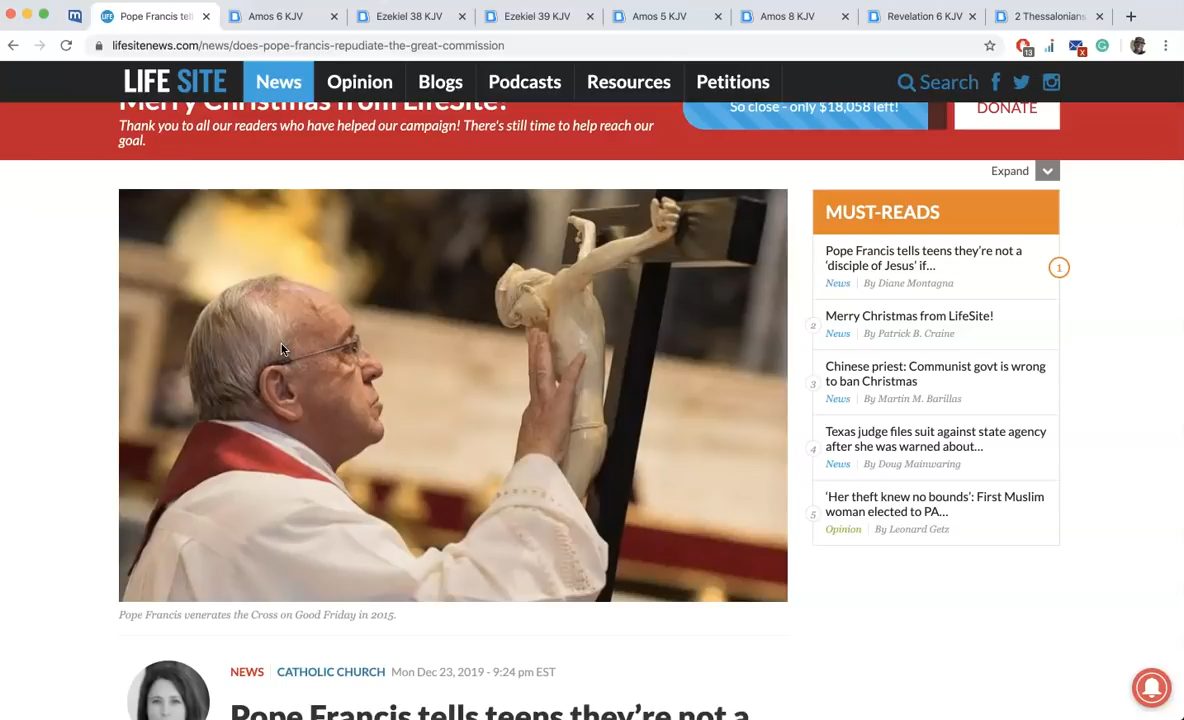 Pope Francis tell
Amos 6 KJV
Ezekiel 38 KJV
Ezekiel 39 KJV
Amos 5 KJV
Amos 8 KJV
Revelation 6 KJV
2 Thessalonians
lifesitenews.com/news/does-pope-francis-repudiate-the-great-commission
13
x
LIFE SITE
News
Opinion
Blogs
Podcasts
Resources
Petitions
Search
Merry Christmas from LifeSite!
Thank you to all our readers who have helped our campaign! There's still time to help reach our
goal.
So close - only $18,058 left!
DONATE
Expand
MUST-READS
Pope Francis tells teens they're not a
'disciple of Jesus' if...
News By Diane Montagna
1
2
Merry Christmas from LifeSite!
News By Patrick B. Craine
3
Chinese priest: Communist govt is wrong
to ban Christmas
News By Martin M. Barillas
4
Texas judge files suit against state agency
after she was warned about...
News By Doug Mainwaring
5
'Her theft knew no bounds': First Muslim
woman elected to PA...
Opinion By Leonard Getz
Pope Francis venerates the Cross on Good Friday in 2015.
NEWS CATHOLIC CHURCH Mon Dec 23, 2019 - 9:24 pm EST
Pope Francis tells teens they're not a